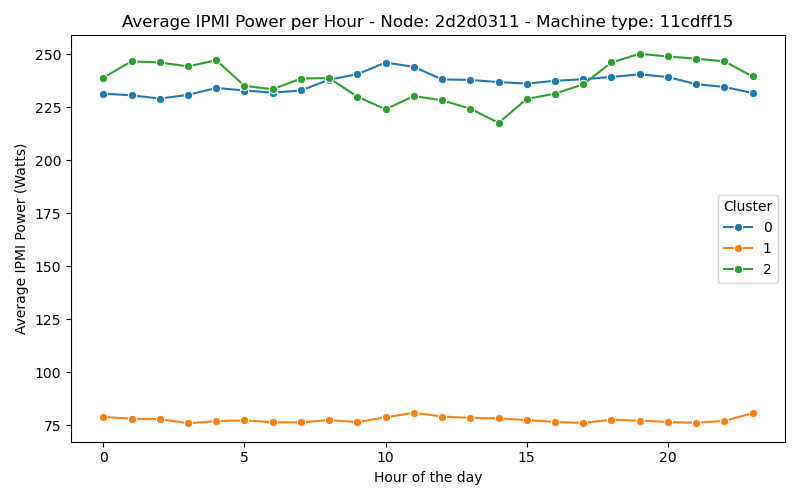 Average IPMI Power per Hour - Node: 2d2d0311 - Machine type: 11cdff15
Average IPMI Power (Watts)
250
225
200
175
150
125
100
75
Cluster
0
1
2
0 5 10 15 20
Hour of the day